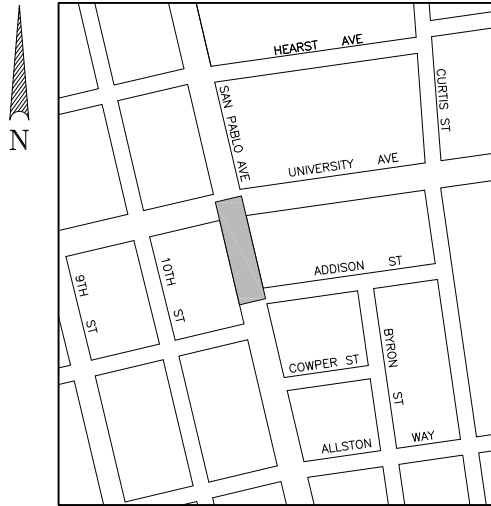 HEARST AVE
CURTIS ST
SAN PABLO AVE
N
UNIVERSITY AVE
ADDISON ST
9TH ST
10TH ST
BYRON ST
COWPER ST
ALLSTON WAY